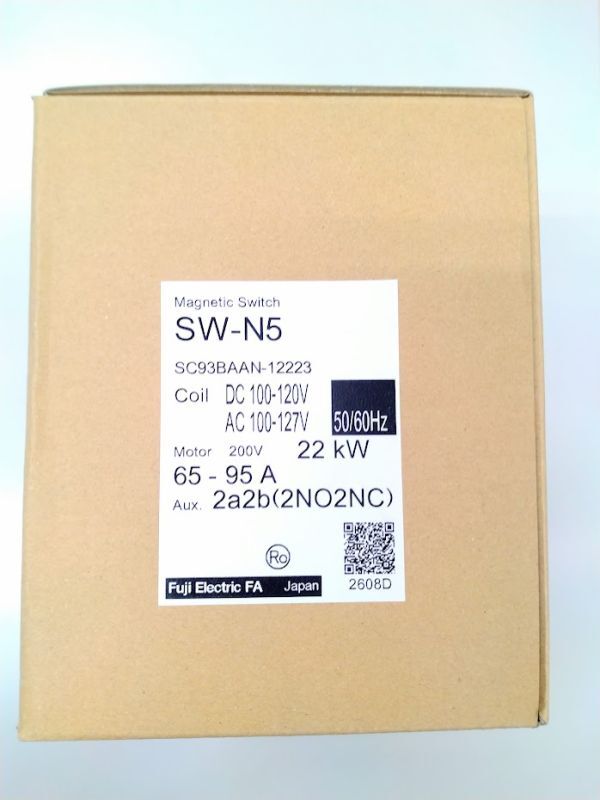 Magnetic Switch
SW-N5
SC93BAAN-12223
Coil DC 100-120V
AC 100-127V 50/60Hz
Motor 200V 22 kW
65 - 95 A
Aux. 2a2b(2NO2NC)
Ro
Fuji Electric FA Japan 2608D